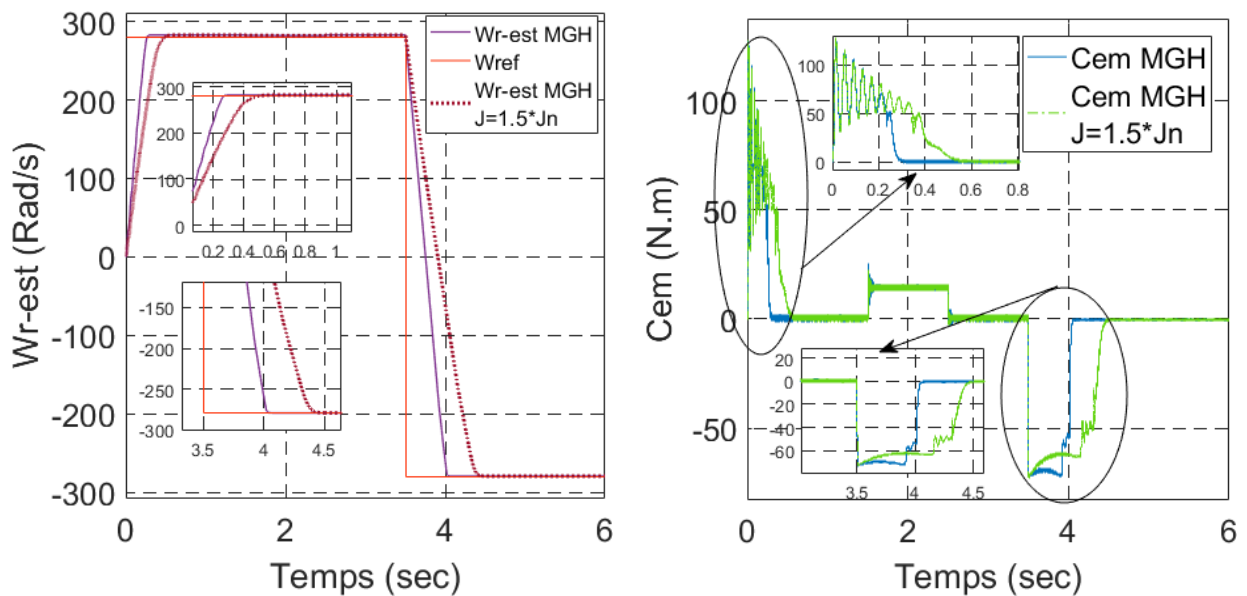 300
200
100
0
-100
-200
-300
Wr-est (Rad/s)
0
2
4
6
Temps (sec)
Wr-est MGH
Wref
Wr-est MGH
J=1.5*Jn
300
200
100
0
0.2 0.4 0.6 0.8 1
-150
-200
-250
-300
3.5 4 4.5
100
50
0
-50
Cem (N.m)
0 2 4 6
Temps (sec)
Cem MGH
Cem MGH
J=1.5*Jn
100
50
0
0 0.2 0.4 0.6 0.8
20
0
-20
-40
-60
3.5 4 4.5